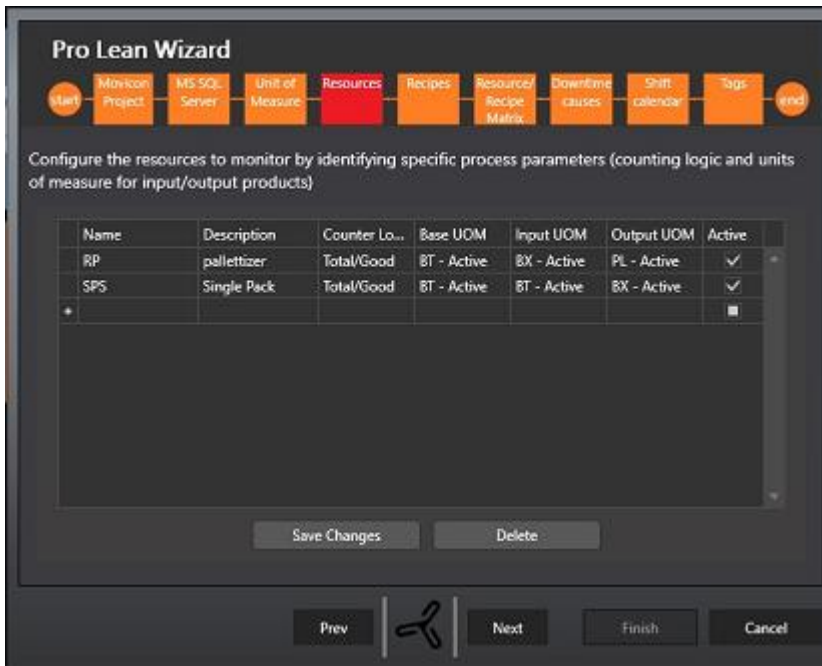 Pro Lean Wizard
start
Movicon
Project
MS SQL
Server
Unit of
Measure
Resources
Recipes
Resource/
Recipe
Matrix
Downtime
causes
Shift
calendar
Tags
end
Configure the resources to monitor by identifying specific process parameters (counting logic and units
of measure for input/output products)
Name Description Counter Lo... Base UOM Input UOM Output UOM Active
RP pallettizer Total/Good BT - Active BX - Active PL - Active
SPS Single Pack Total/Good BT - Active BT - Active BX - Active
Save Changes Delete
Prev Next Finish Cancel